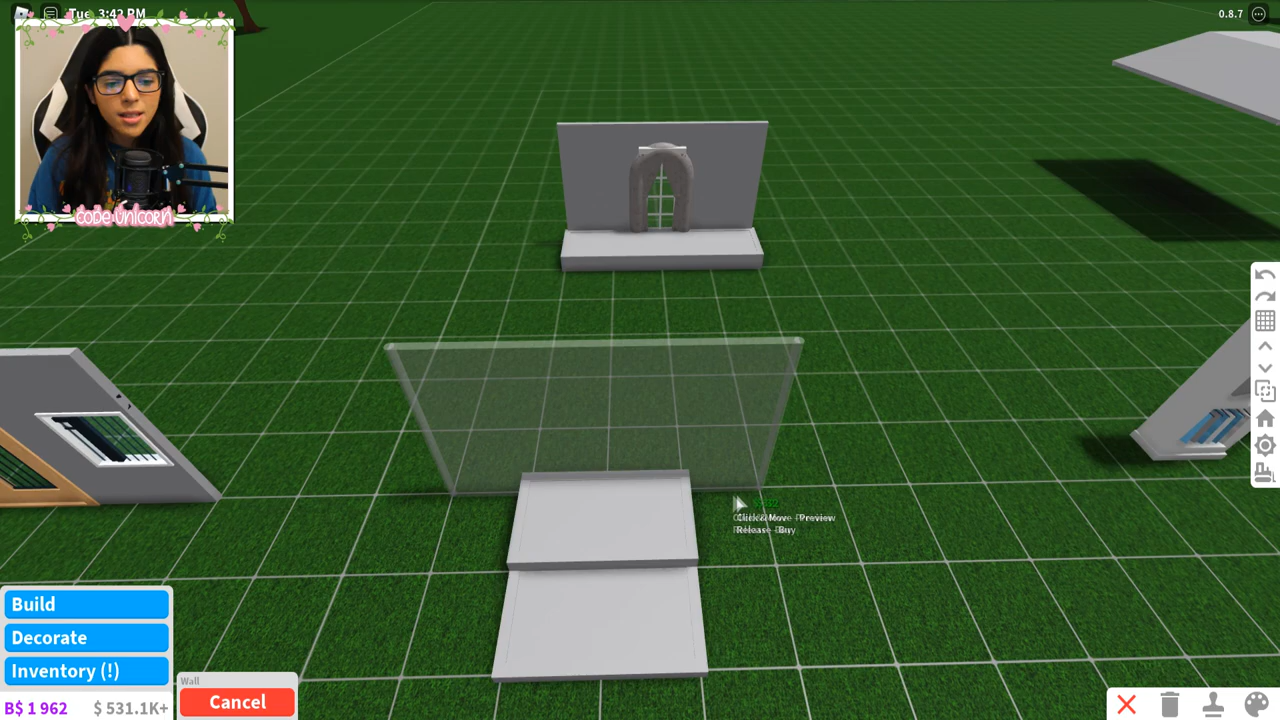 Tue 3:42 PM
0.8.7
CODE UNICORN
Click & Move - Preview
Release - Buy
Build
Decorate
Inventory (!)
B$ 1 962 $ 531.1K+
Wall
Cancel